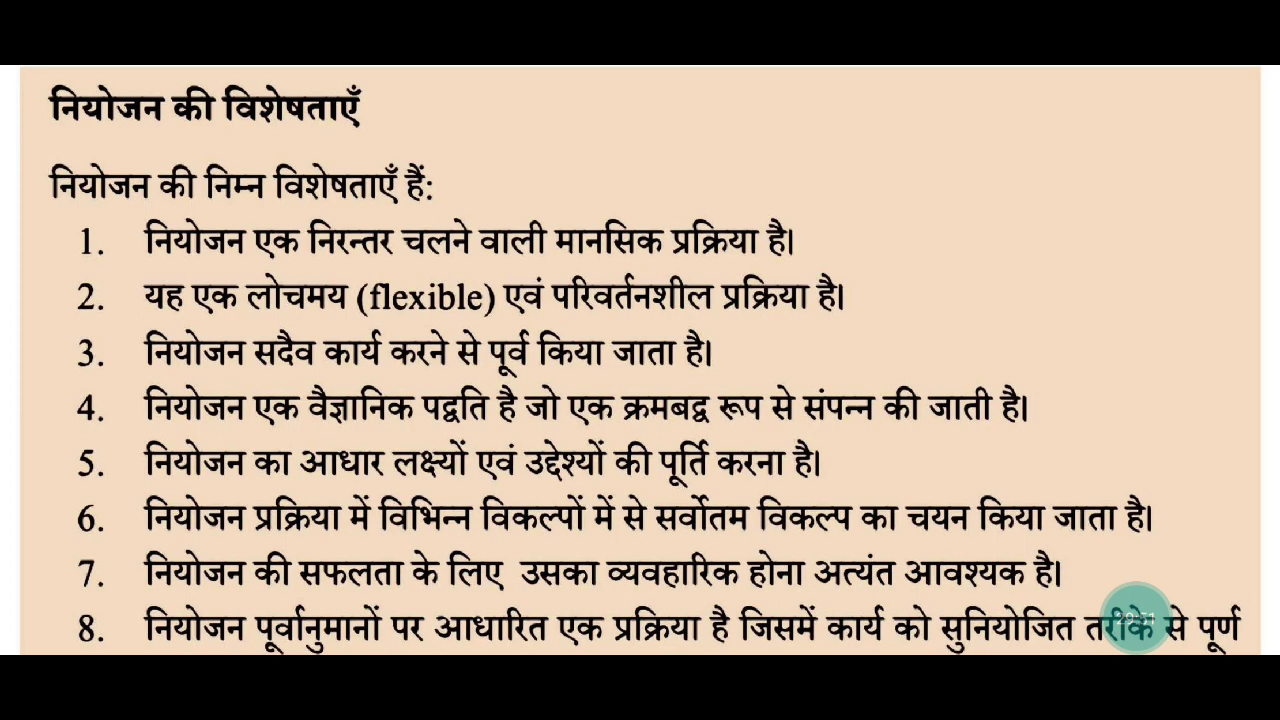 नियोजन की विशेषताएँ
नियोजन की निम्न विशेषताएँ हैं:
1. नियोजन एक निरन्तर चलने वाली मानसिक प्रक्रिया है।
2. यह एक लोचमय (flexible) एवं परिवर्तनशील प्रक्रिया है।
3. नियोजन सदैव कार्य करने से पूर्व किया जाता है।
4. नियोजन एक वैज्ञानिक पद्वति है जो एक क्रमबद्व रूप से संपन्न की जाती है।
5. नियोजन का आधार लक्ष्यों एवं उद्देश्यों की पूर्ति करना है।
6. नियोजन प्रक्रिया में विभिन्न विकल्पों में से सर्वोतम विकल्प का चयन किया जाता है।
7. नियोजन की सफलता के लिए उसका व्यवहारिक होना अत्यंत आवश्यक है।
8. नियोजन पूर्वानुमानों पर आधारित एक प्रक्रिया है जिसमें कार्य को सुनियोजित तरीके से पूर्ण